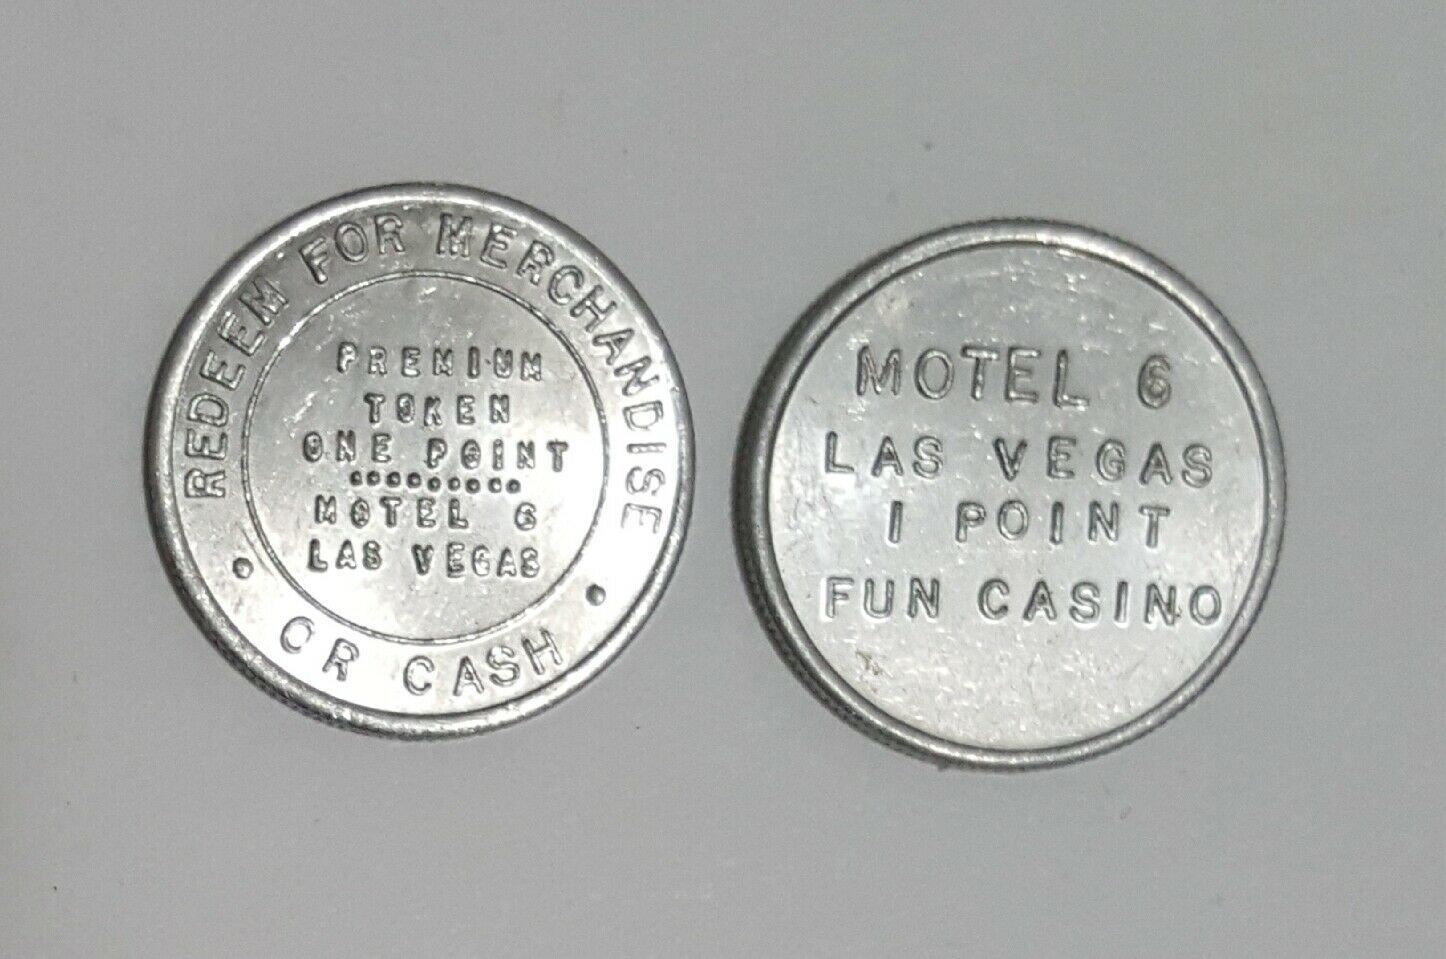 REDEEM FOR MERCHANDISE
PREMIUM
TOKEN
ONE POINT
•••••••••
MOTEL 6
LAS VEGAS
• OR CASH •
MOTEL 6
LAS VEGAS
1 POINT
FUN CASINO